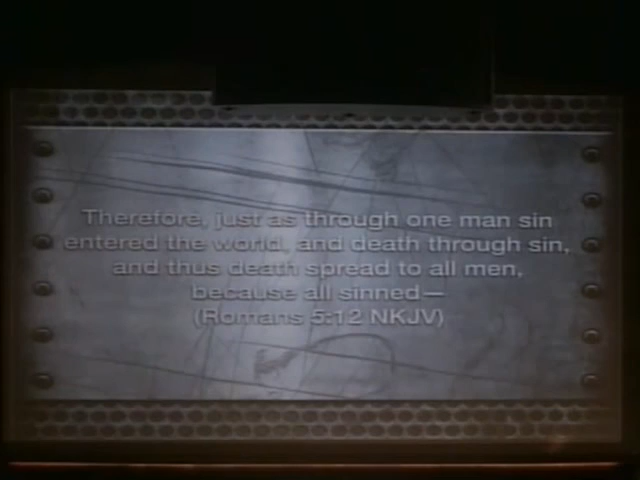 Therefore, just as through one man sin
entered the world, and death through sin,
and thus death spread to all men,
because all sinned—
(Romans 5:12 NKJV)